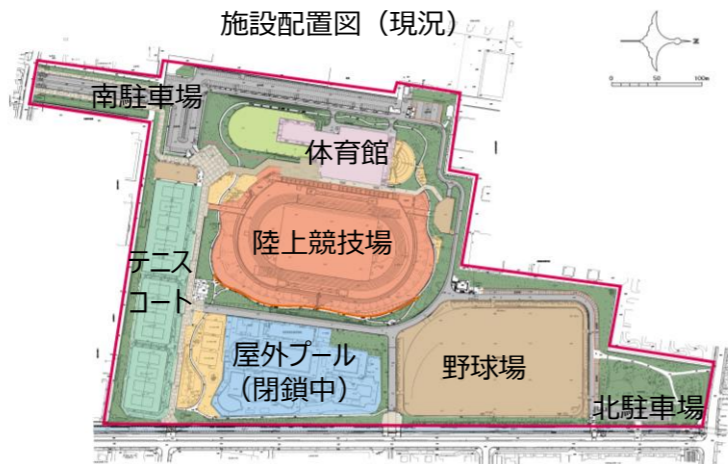 施設配置図（現況）
0 50 100m
南駐車場
体育館
陸上競技場
テニス
コート
屋外プール
（閉鎖中）
野球場
北駐車場